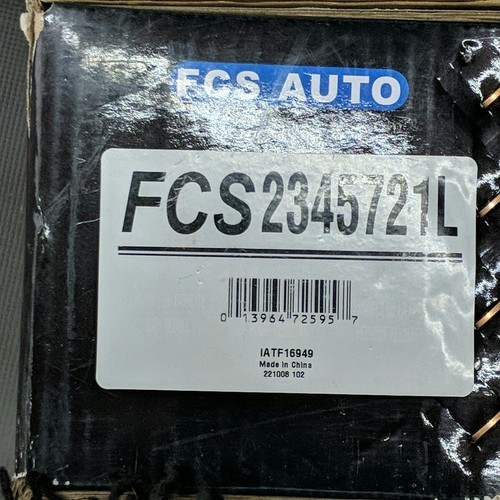 FCS AUTO
FCS2345721L
0 13964 72595 7
IATF16949
Made in China
221008 102